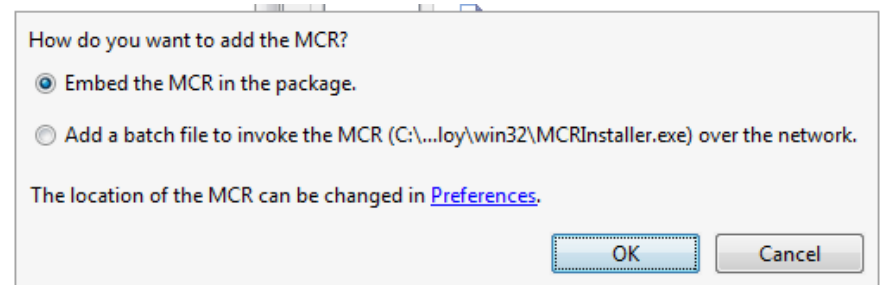 How do you want to add the MCR?
Embed the MCR in the package.
Add a batch file to invoke the MCR (C:\...loy\win32\MCRInstaller.exe) over the network.
The location of the MCR can be changed in Preferences.
OK
Cancel